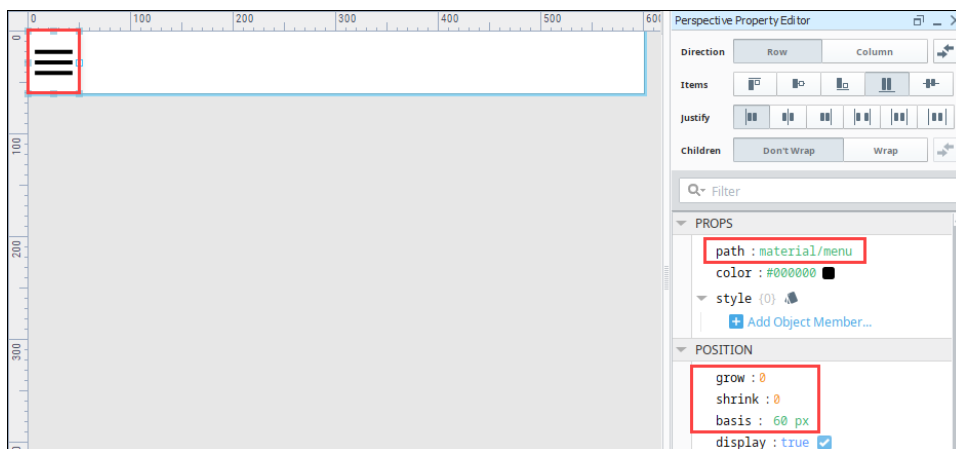 0 100 200 300 400 500 600
0
100
200
300
Perspective Property Editor
Direction Row Column
Items
Justify
Children Don't Wrap Wrap
Filter
PROPS
path : material/menu
color : #000000
style {0}
Add Object Member...
POSITION
grow : 0
shrink : 0
basis : 60 px
display : true